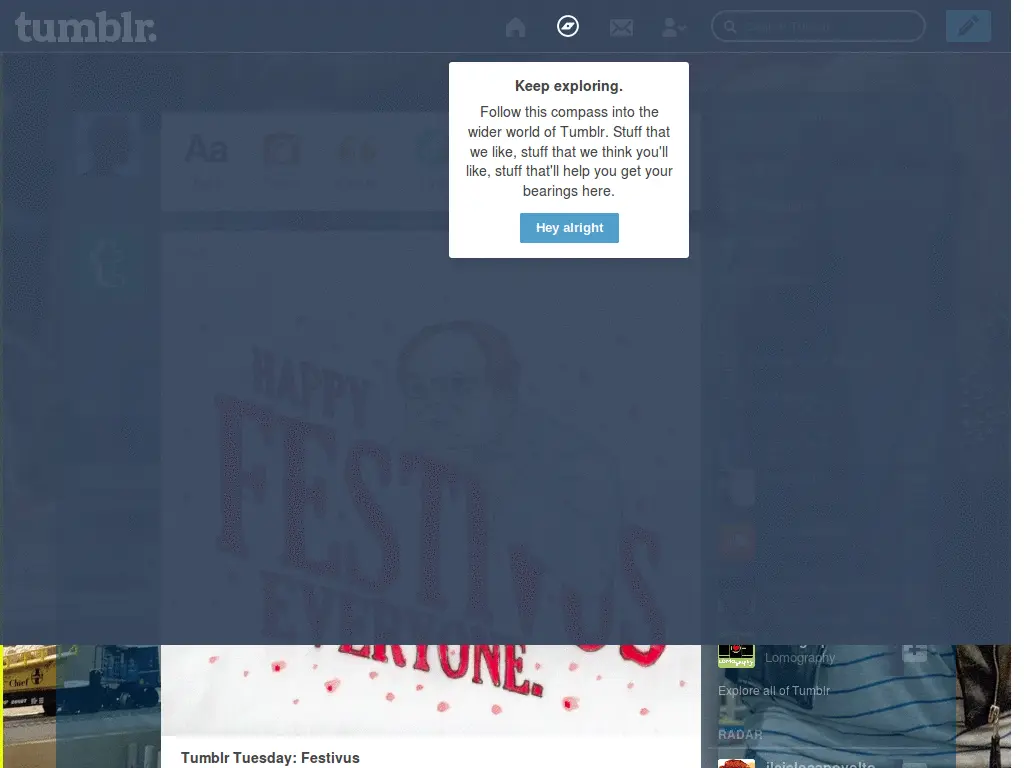 tumblr.
Keep exploring.
Follow this compass into the
wider world of Tumblr. Stuff that
we like, stuff that we think you'll
like, stuff that'll help you get your
bearings here.
Hey alright
Aa
HAPPY
FESTIVUS
EVERYONE.
Chief
Lomography
Explore all of Tumblr
RADAR
Tumblr Tuesday: Festivus